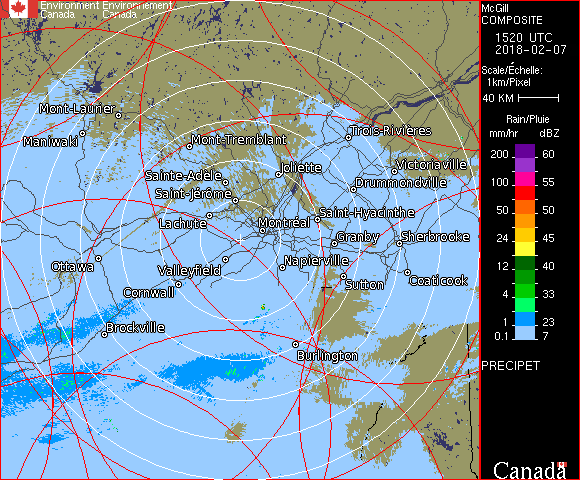 Environment Environnement
Canada Canada
McGill
COMPOSITE
1520 UTC
2018-02-07
Scale/Échelle:
1km/Pixel
40 KM
Rain/Pluie
mm/hr dBZ
200 60
100 55
50 50
24 45
12 40
4 33
1 23
0.1 7
PRECIPET
Canada
Mont-Laurier
Maniwaki
Mont-Tremblant
Trois-Rivières
Sainte-Adèle
Joliette
Victoriaville
Saint-Jérôme
Drummondville
Lachute
Montréal
Saint-Hyacinthe
Granby
Sherbrooke
Ottawa
Valleyfield
Napierville
Cornwall
Sutton
Coaticook
Brockville
Burlington